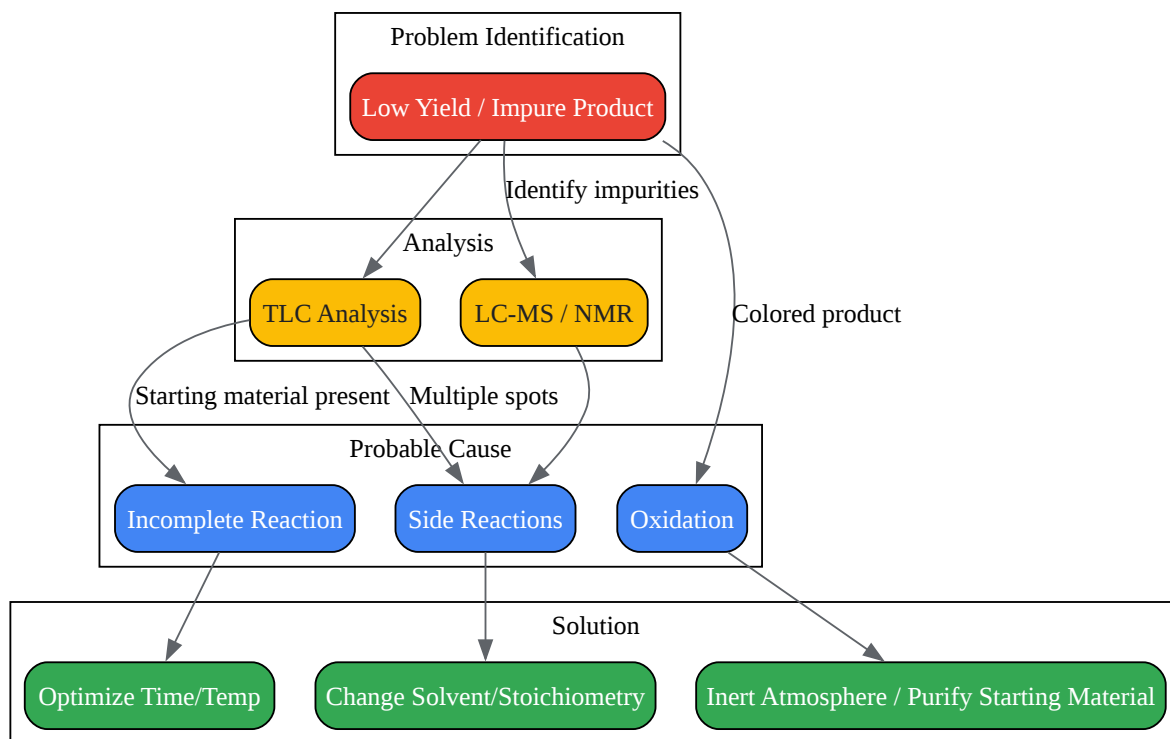 Problem Identification
Low Yield / Impure Product
Identify impurities
Analysis
TLC Analysis
LC-MS / NMR
Colored product
Starting material present
Multiple spots
Probable Cause
Incomplete Reaction
Side Reactions
Oxidation
Solution
Optimize Time/Temp
Change Solvent/Stoichiometry
Inert Atmosphere / Purify Starting Material